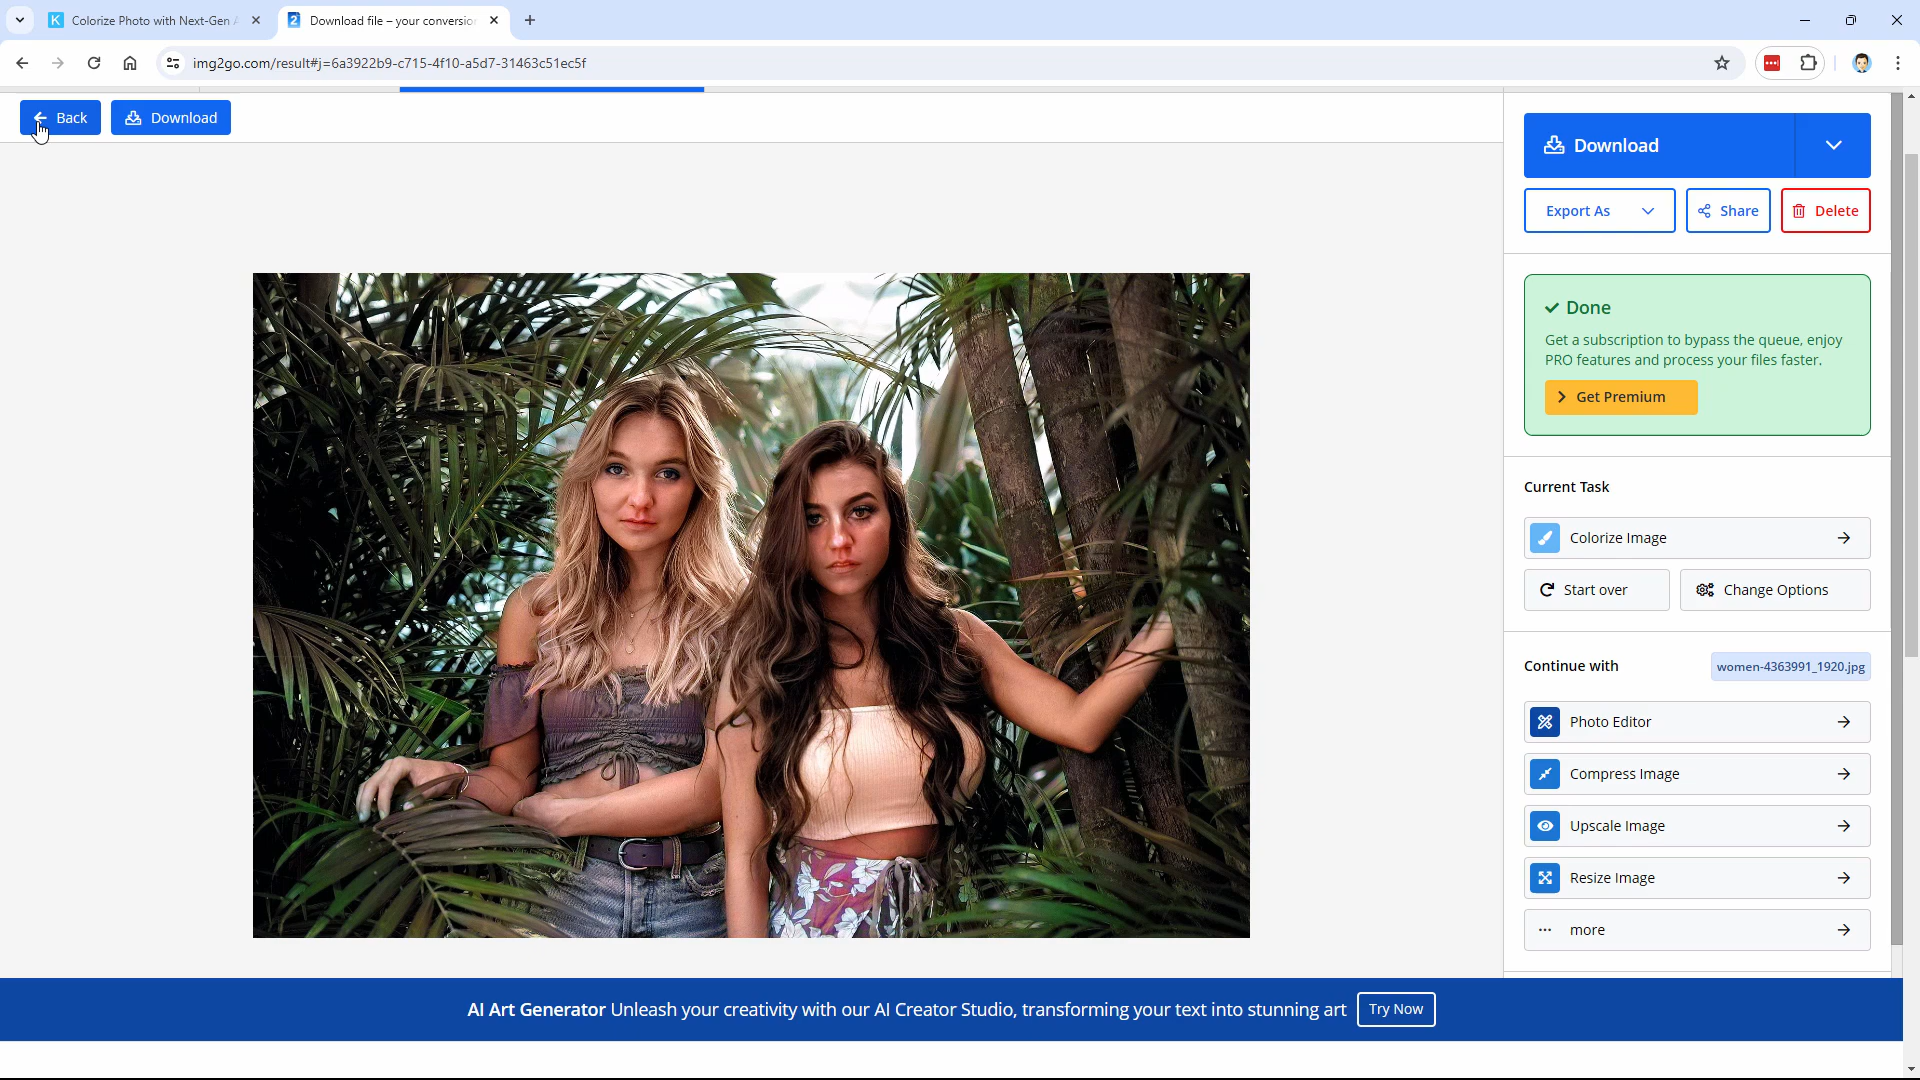 Colorize Photo with Next-Gen A
Download file – your conversion
img2go.com/result#j=6a3922b9-c715-4f10-a5d7-31463c51ec5f
Back
Download
Download
Export As
Share
Delete
Done
Get a subscription to bypass the queue, enjoy
PRO features and process your files faster.
Get Premium
Current Task
Colorize Image
Start over
Change Options
Continue with
women-4363991_1920.jpg
Photo Editor
Compress Image
Upscale Image
Resize Image
more
AI Art Generator Unleash your creativity with our AI Creator Studio, transforming your text into stunning art
Try Now